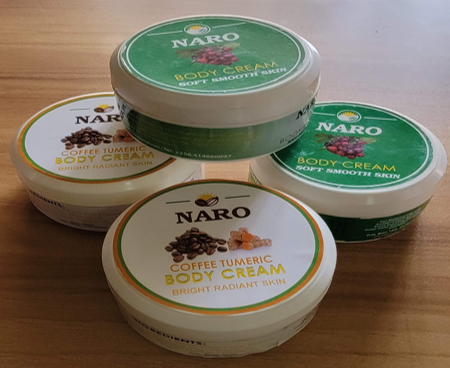 NARO
BODY CREAM
SOFT SMOOTH SKIN
NARO
COFFEE TUMERIC
BODY CREAM
BRIGHT RADIANT SKIN
NARO
BODY CREAM
SOFT SMOOTH SKIN
NARO
COFFEE TUMERIC
BODY CREAM
BRIGHT RADIANT SKIN
INGREDIENTS: